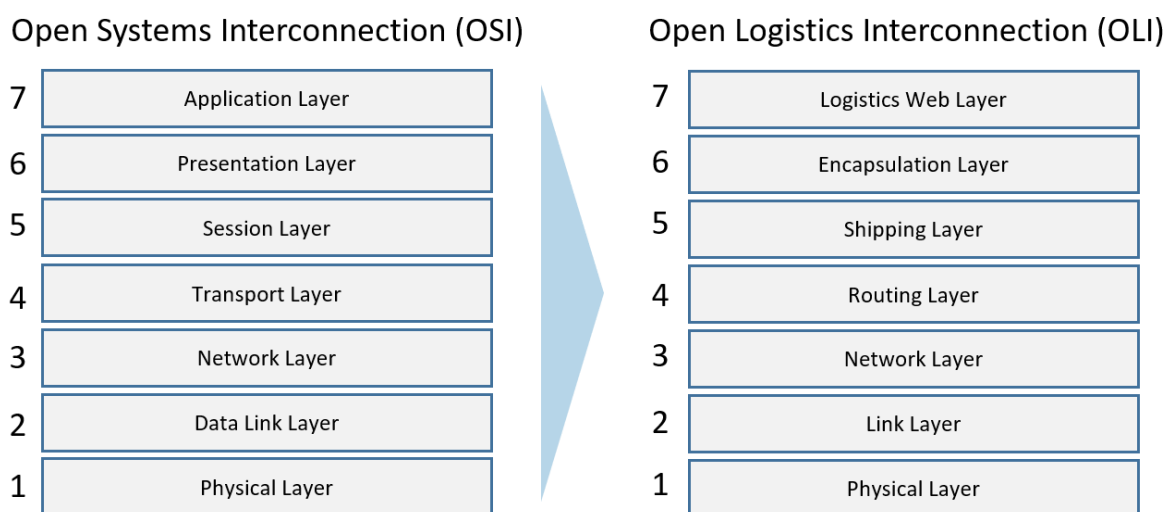 Open Systems Interconnection (OSI)
7 Application Layer
6 Presentation Layer
5 Session Layer
4 Transport Layer
3 Network Layer
2 Data Link Layer
1 Physical Layer
Open Logistics Interconnection (OLI)
7 Logistics Web Layer
6 Encapsulation Layer
5 Shipping Layer
4 Routing Layer
3 Network Layer
2 Link Layer
1 Physical Layer